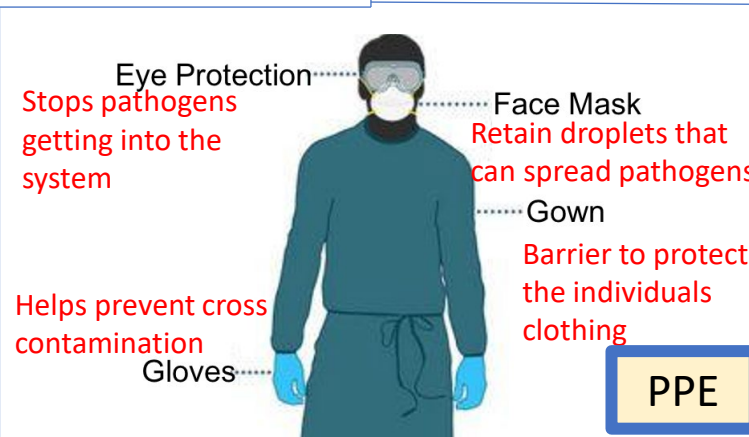 Eye Protection
Stops pathogens
getting into the
system
Face Mask
Retain droplets that
can spread pathogens
Gown
Barrier to protect
the individuals
clothing
Helps prevent cross
contamination
Gloves
PPE